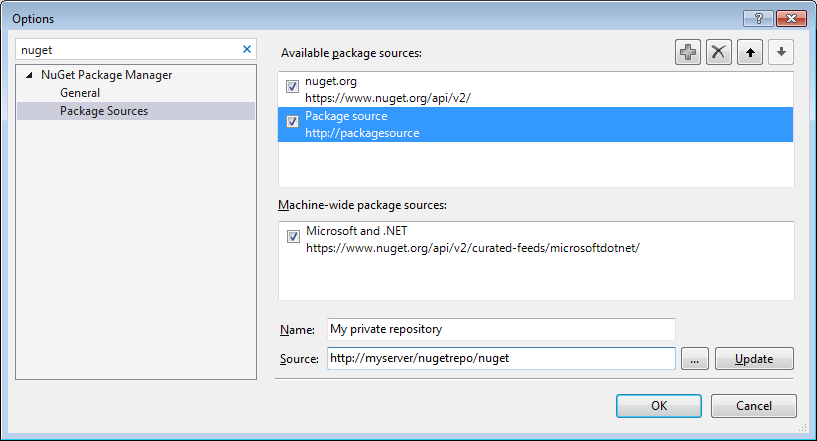 Options
nuget
NuGet Package Manager
General
Package Sources
Available package sources:
nuget.org
https://www.nuget.org/api/v2/
Package source
http://packagesource
Machine-wide package sources:
Microsoft and .NET
https://www.nuget.org/api/v2/curated-feeds/microsoftdotnet/
Name: My private repository
Source: http://myserver/nugetrepo/nuget ... Update
OK Cancel